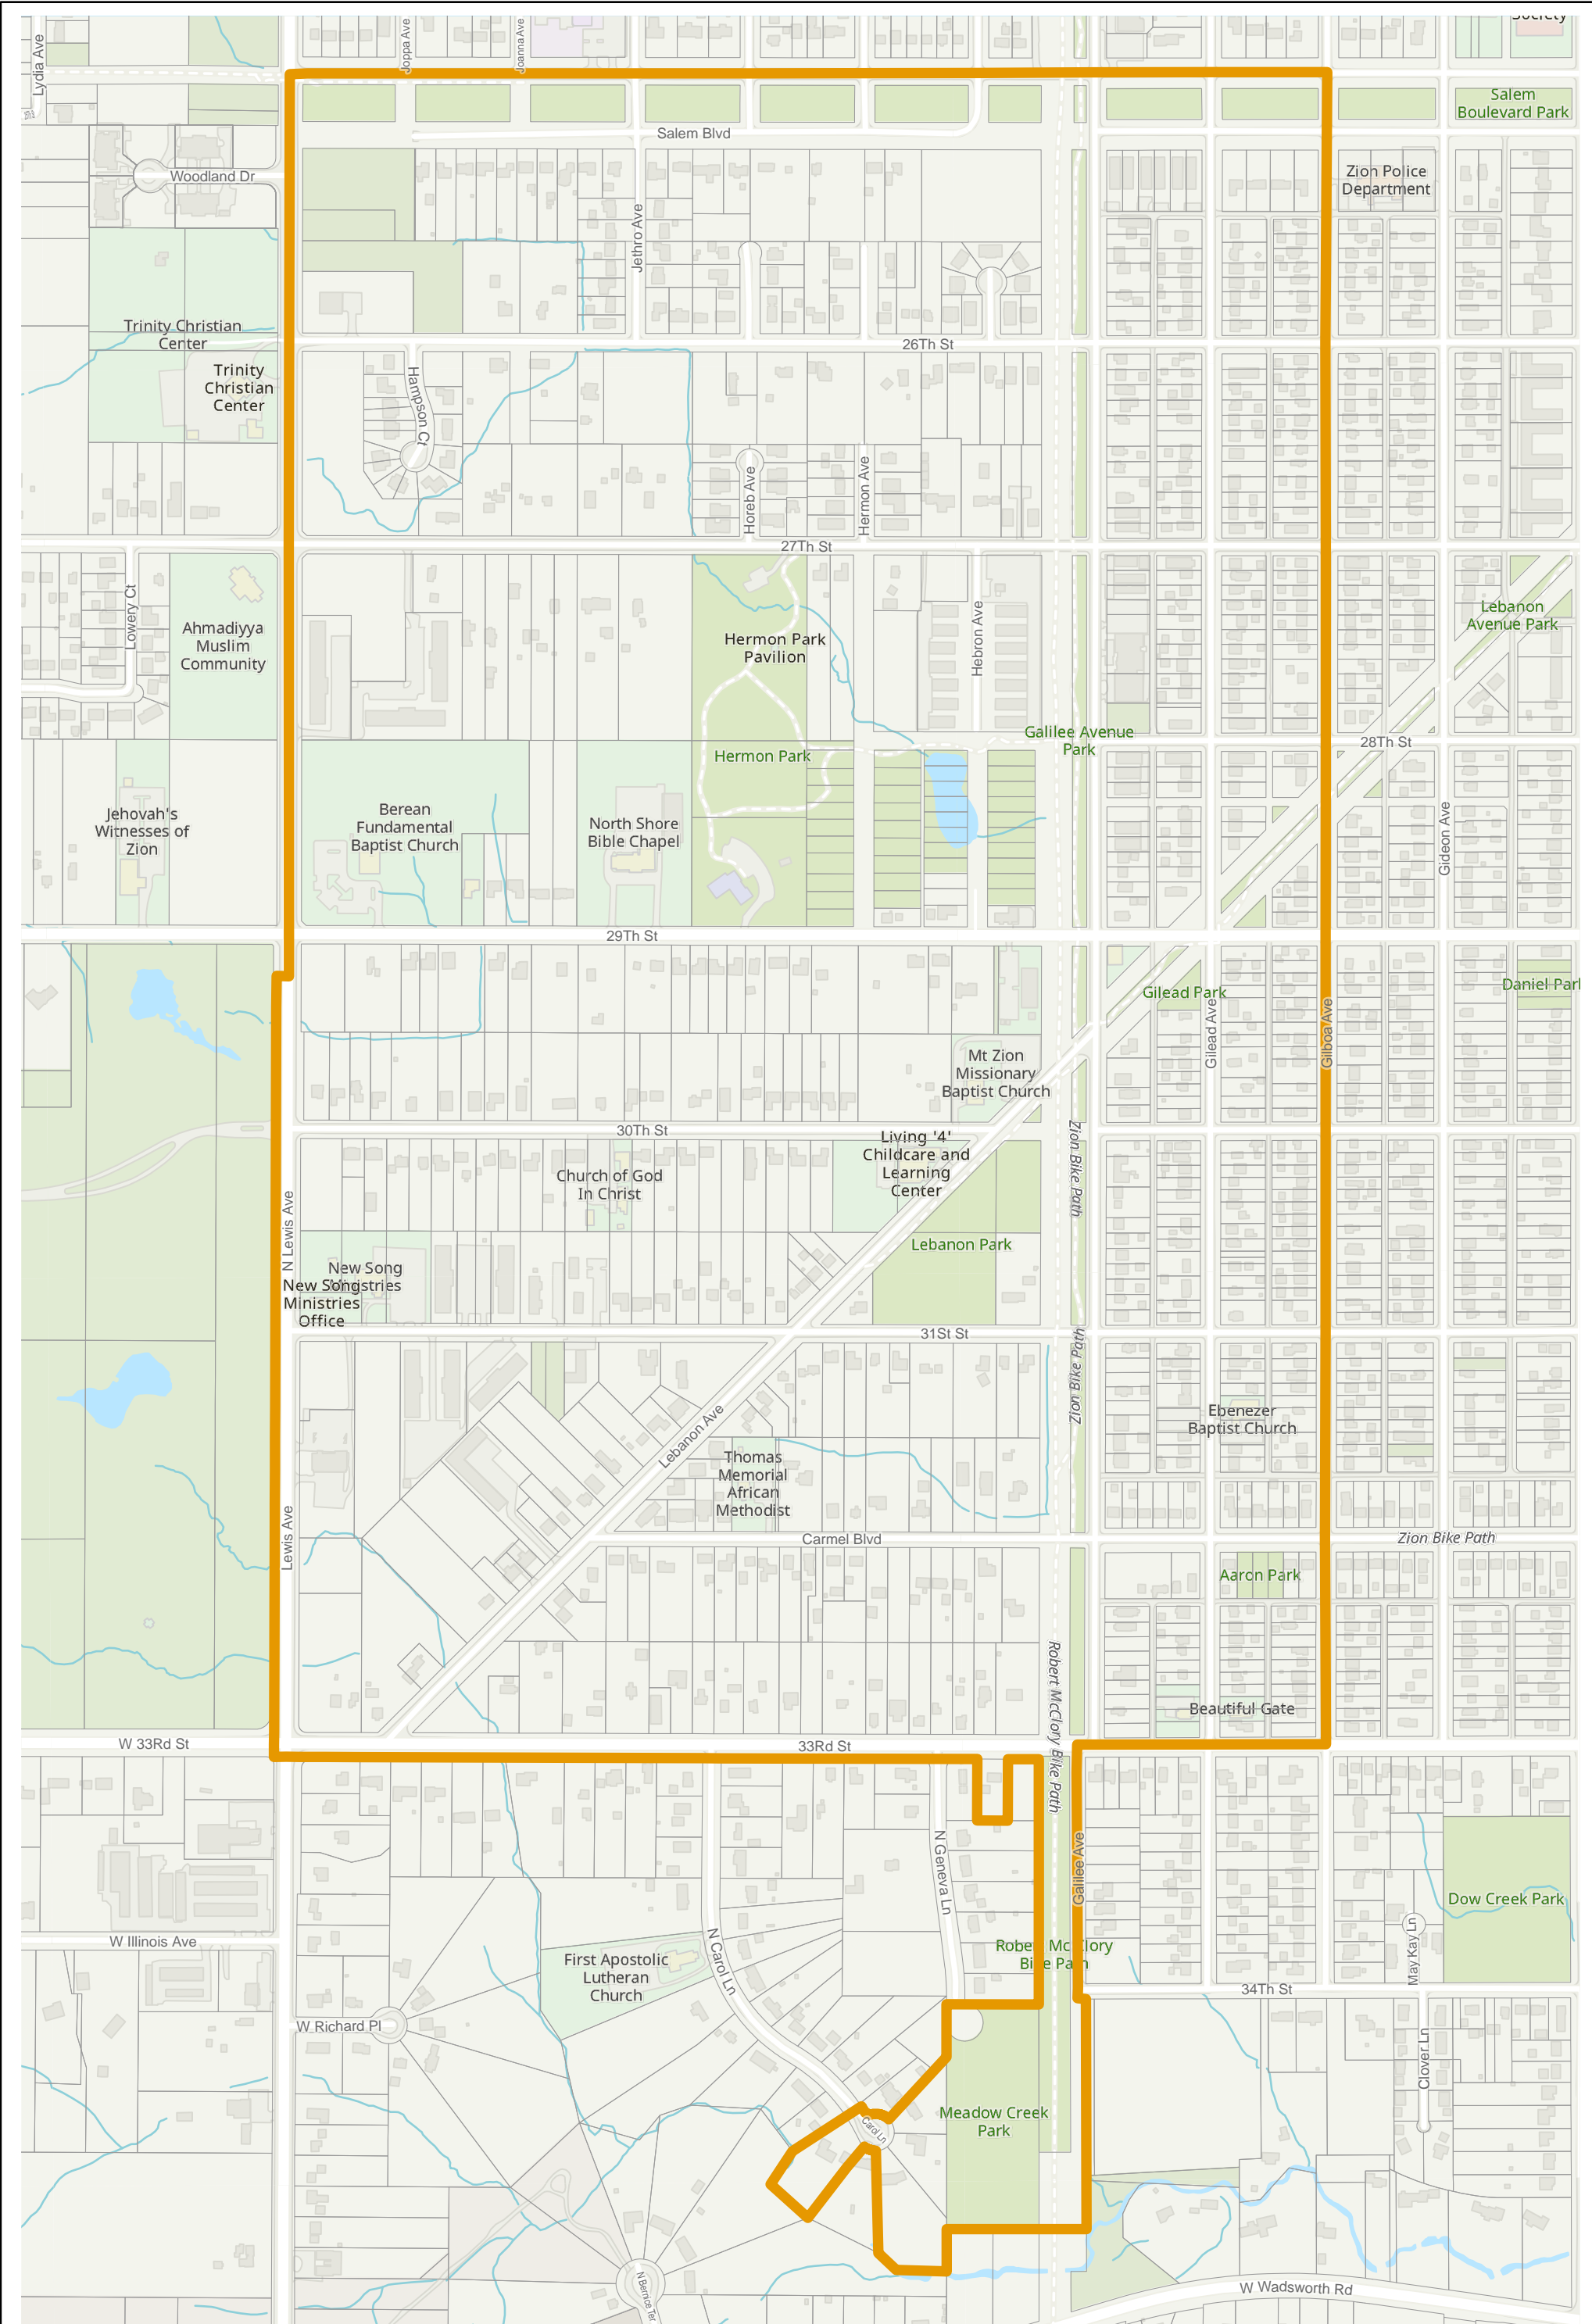 Society
Lydia Ave
Joppa Ave
Joanna Ave
Salem
Boulevard Park
Salem Blvd
Woodland Dr
Zion Police
Department
Jethro Ave
Trinity Christian
Center
26Th St
Trinity
Christian
Center
Hampson Ct
Horeb Ave
Hermon Ave
27Th St
Lowery Ct
Ahmadiyya
Muslim
Community
Hermon Park
Pavilion
Hebron Ave
Lebanon
Avenue Park
Galilee Avenue
Park
28Th St
Hermon Park
Jehovah's
Witnesses of
Zion
Berean
Fundamental
Baptist Church
North Shore
Bible Chapel
Gideon Ave
29Th St
Gilead Park
Daniel Park
Gilead Ave
Gilboa Ave
Mt Zion
Missionary
Baptist Church
30Th St
Zion Bike Path
Living '4'
Childcare and
Learning
Center
Church of God
In Christ
N Lewis Ave
Lebanon Park
New Song
Ministries
New Song
Ministries
Office
31St St
Zion Bike Path
Lebanon Ave
Ebenezer
Baptist Church
Thomas
Memorial
African
Methodist
Lewis Ave
Carmel Blvd
Zion Bike Path
Aaron Park
Robert McClory Bike Path
Beautiful Gate
W 33Rd St
33Rd St
N Geneva Ln
Galilee Ave
Dow Creek Park
W Illinois Ave
N Carol Ln
First Apostolic
Lutheran
Church
Robert McClory
Bike Path
May Kay Ln
34Th St
W Richard Pl
Clover Ln
Meadow Creek
Park
Carol Ln
N Bernice Ter
W Wadsworth Rd